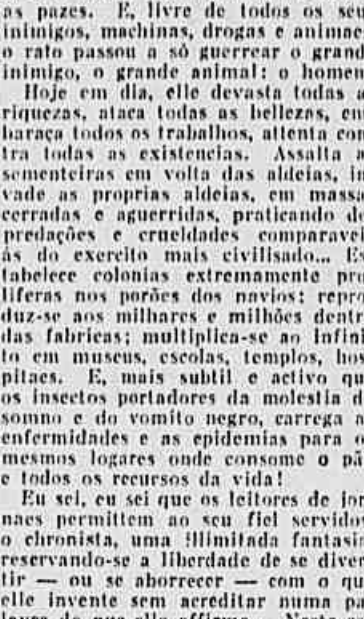 as pazes. E, livre de todos os seu
inimigos, machinas, drogas e animae
o rato passou a só guerrear o grand
inimigo, o grande animal: o homem
Hoje em dia, elle devasta todas a
riquezas, ataca todas as bellezas, em
baraça todos os trabalhos, attenta con
tra todas as existencias. Assalta a
sementeiras em volta das aldeias, in
vade as proprias aldeias, em massa
cerradas e aguerridas, praticando de
predações e crueldades comparavei
ás do exercito mais civilisado... Es
tabelece colonias extremamente pro
liferas nos porões dos navios: repro
duz-se aos milhares e milhões dentr
das fabricas; multiplica-se ao infini
to em museus, escolas, templos, hos
pitaes. E, mais subtil e activo qu
os insectos portadores da molestia d
somno e do vomito negro, carrega a
enfermidades e as epidemias para o
mesmos logares onde consome o pã
e todos os recursos da vida!
Eu sei, eu sei que os leitores de jor
naes permittem ao seu fiel servidor
o chronista, uma illimitada fantasia
reservando-se a liberdade de se diver
tir — ou se aborrecer — com o qu
elle invente sem acreditar numa pa